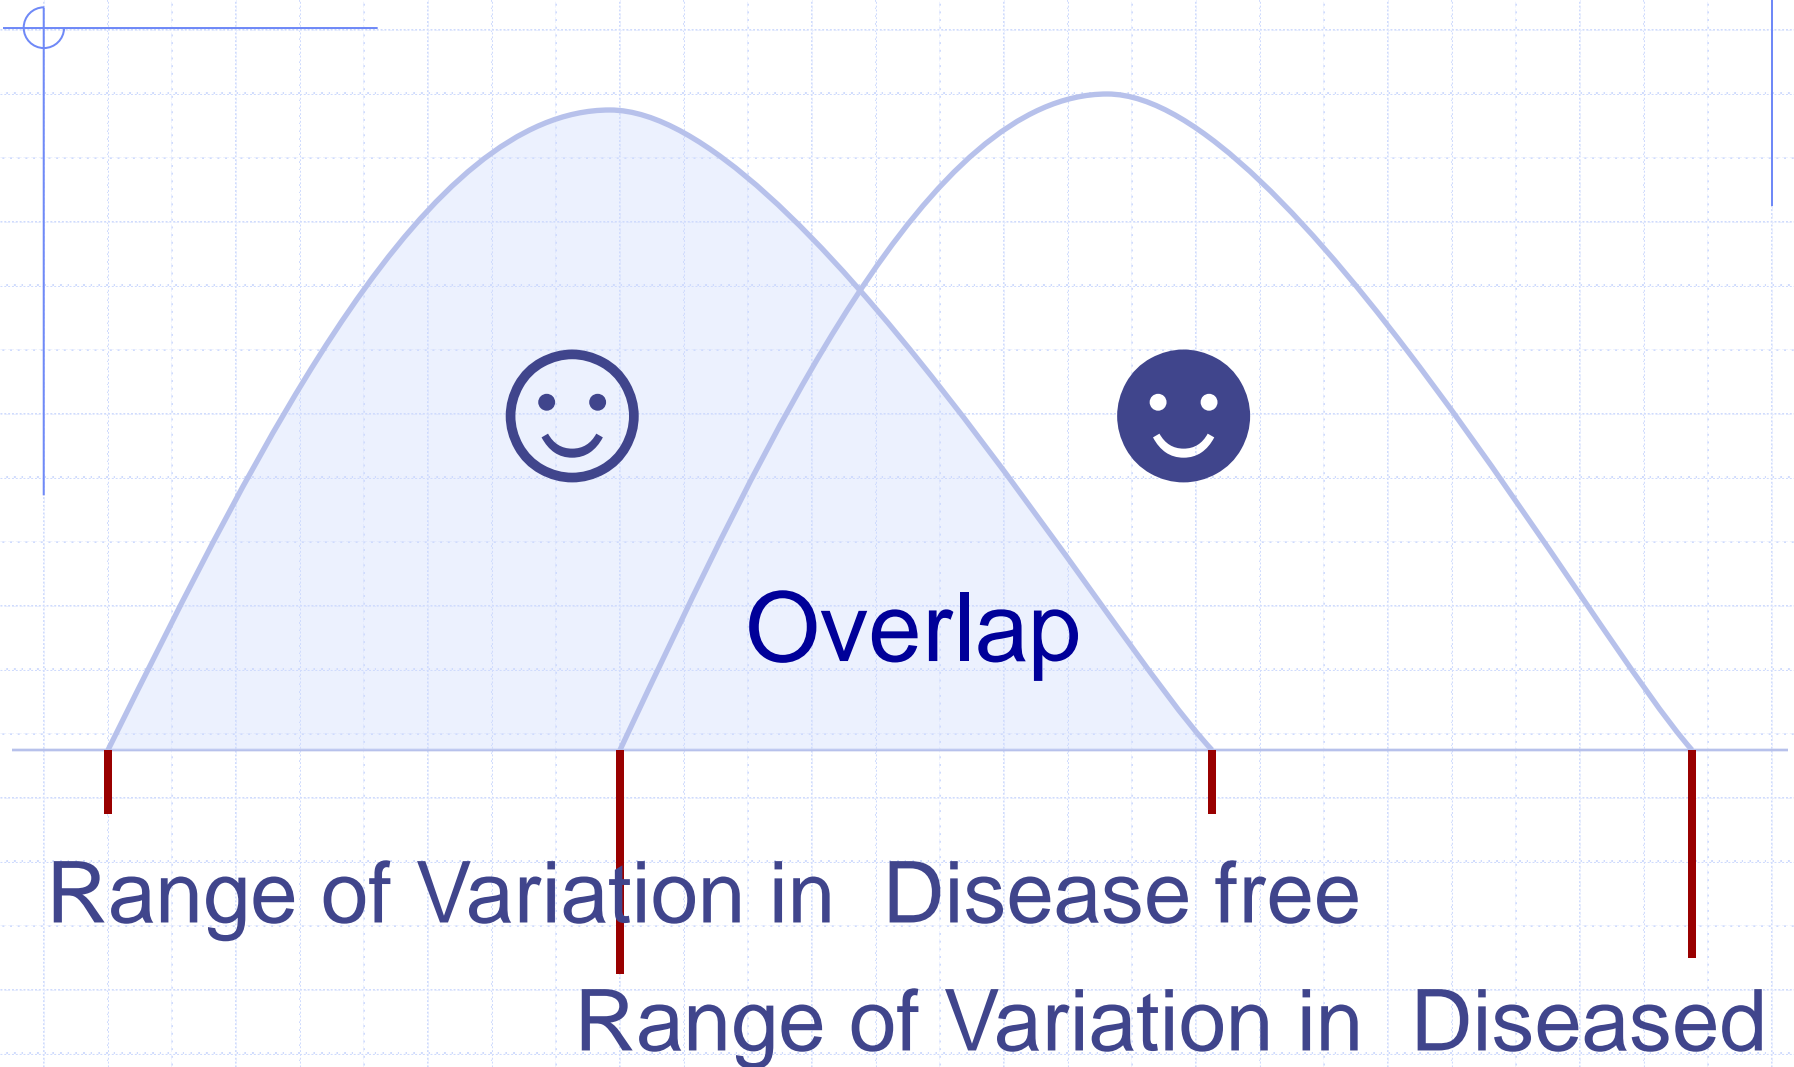 Overlap
Range of Variation in Disease free
Range of Variation in Diseased